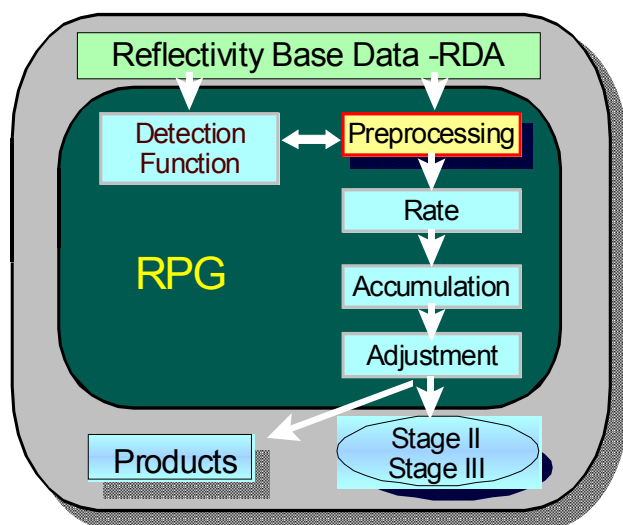 Reflectivity Base Data -RDA
Detection
Function
Preprocessing
Rate
RPG
Accumulation
Adjustment
Products
Stage II
Stage III